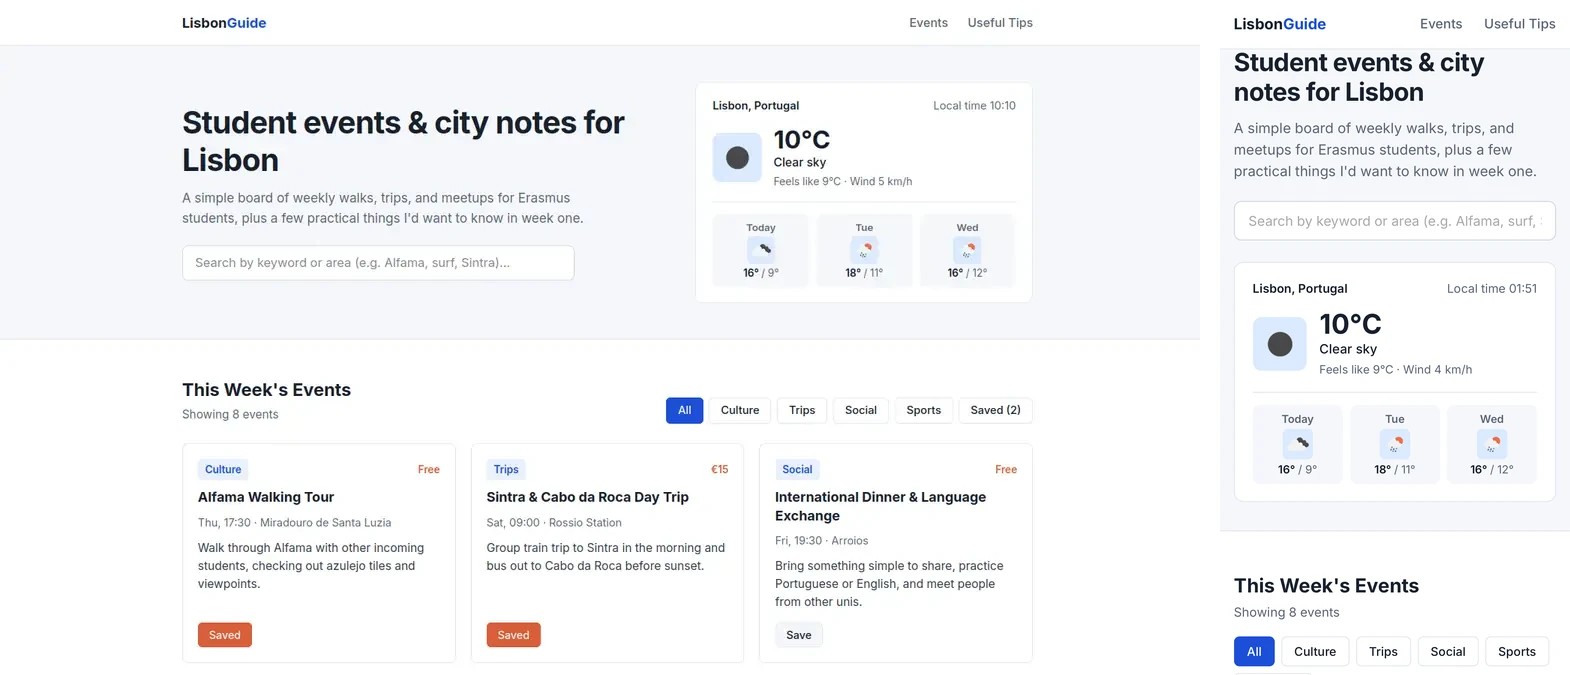 LisbonGuide
Events Useful Tips
Student events & city notes for
Lisbon
A simple board of weekly walks, trips, and meetups for Erasmus
students, plus a few practical things I'd want to know in week one.
Search by keyword or area (e.g. Alfama, surf, Sintra)...
Lisbon, Portugal Local time 10:10
10°C
Clear sky
Feels like 9°C · Wind 5 km/h
Today Tue Wed
16° / 9° 18° / 11° 16° / 12°
This Week's Events
Showing 8 events
All Culture Trips Social Sports Saved (2)
Culture Free
Alfama Walking Tour
Thu, 17:30 · Miradouro de Santa Luzia
Walk through Alfama with other incoming
students, checking out azulejo tiles and
viewpoints.
Saved
Trips €15
Sintra & Cabo da Roca Day Trip
Sat, 09:00 · Rossio Station
Group train trip to Sintra in the morning and
bus out to Cabo da Roca before sunset.
Saved
Social Free
International Dinner & Language
Exchange
Fri, 19:30 · Arroios
Bring something simple to share, practice
Portuguese or English, and meet people
from other unis.
Save
LisbonGuide
Events Useful Tips
Student events & city
notes for Lisbon
A simple board of weekly walks, trips, and
meetups for Erasmus students, plus a few
practical things I'd want to know in week one.
Search by keyword or area (e.g. Alfama, surf,
Lisbon, Portugal Local time 01:51
10°C
Clear sky
Feels like 9°C · Wind 4 km/h
Today Tue Wed
16° / 9° 18° / 11° 16° / 12°
This Week's Events
Showing 8 events
All Culture Trips Social Sports